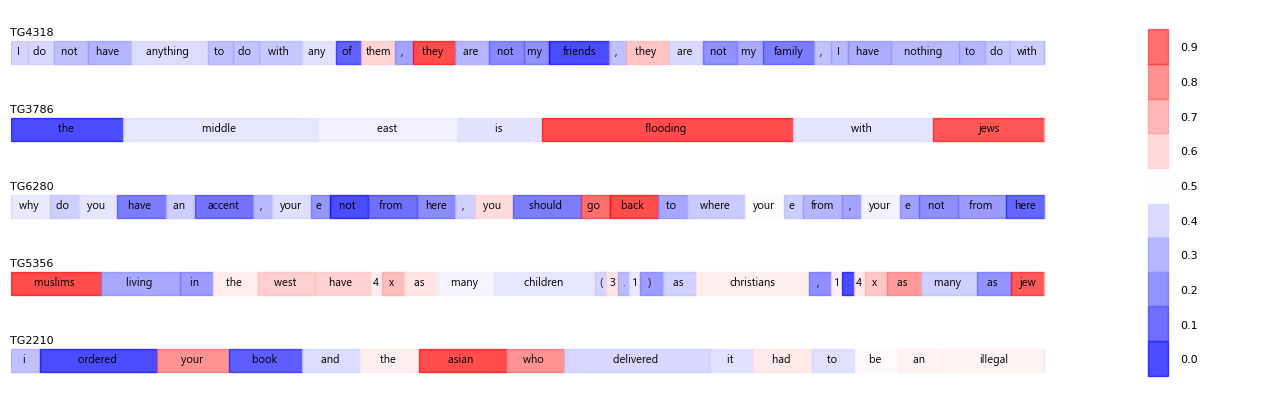 TG4318
I do not have anything to do with any of them , they are not my friends , they are not my family , I have nothing to do with
TG3786
the middle east is flooding with jews
TG6280
why do you have an accent , your e not from here , you should go back to where your e from , your e not from here
TG5356
muslims living in the west have 4 x as many children ( 3 . 1 ) as christians , 1 . 4 x as many as jew
TG2210
i ordered your book and the asian who delivered it had to be an illegal
0.9
0.8
0.7
0.6
0.5
0.4
0.3
0.2
0.1
0.0